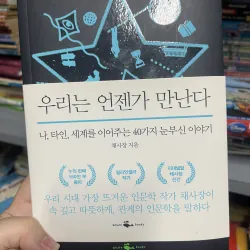 우리는 언젠가 만난다
나, 타인, 세계를 이어주는 40가지 눈부신 이야기
채사장 지음
우리 시대 가장 뜨거운 인문학 작가 채사장이
속 깊고 따뜻하게, 관계의 인문학을 말하다